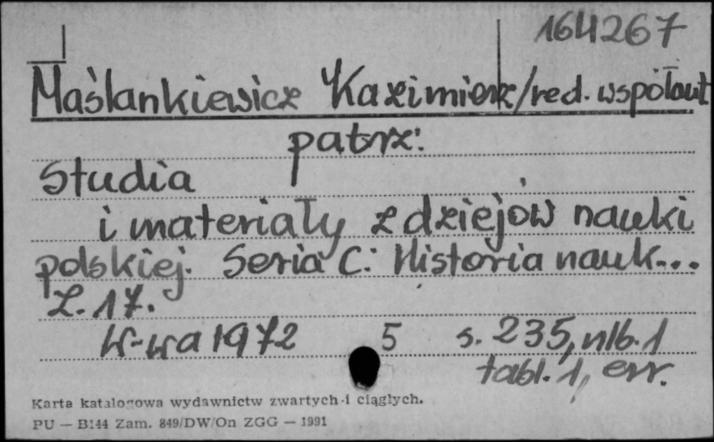 164267
Maślankiewicz Kazimierz/red. współaut
patrz:
Studia
i materiały z dziejów nauki
polskiej. Seria C: Historia nauk...
Z. 17.
W-wa 1972 5 s. 235, nlb. 1
tabl. 1, err.
Karta katalogowa wydawnictw zwartych i ciągłych.
PU — B144 Zam. 849/DW/On ZGG — 1991